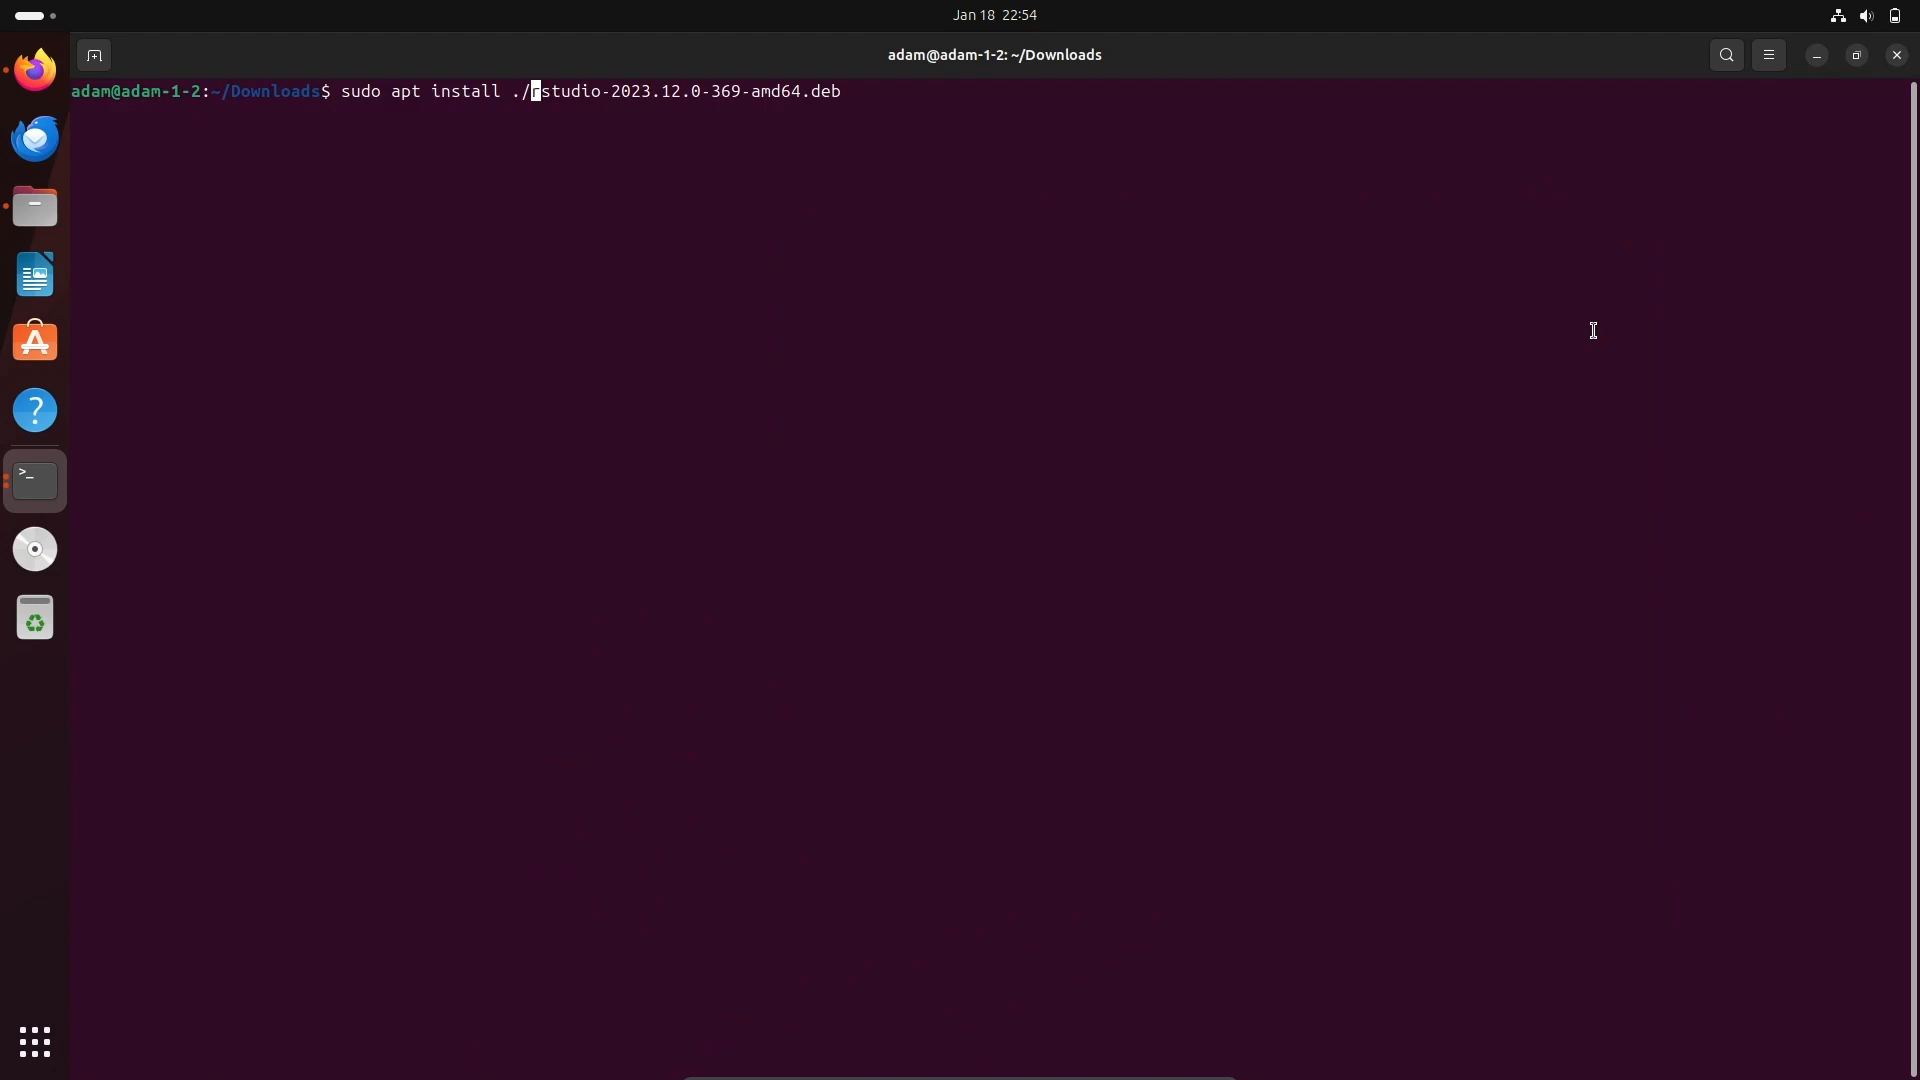 Jan 18 22:54
adam@adam-1-2: ~/Downloads
adam@adam-1-2:~/Downloads$ sudo apt install ./rstudio-2023.12.0-369-amd64.deb